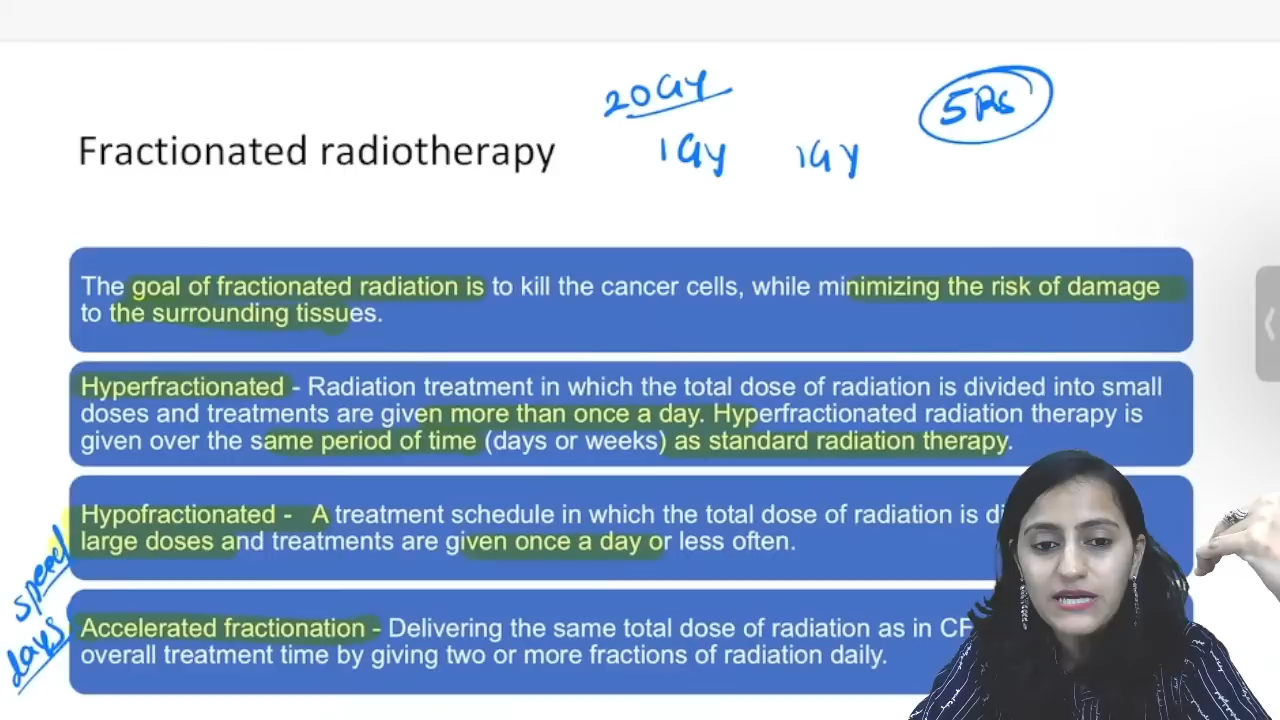 20Gy
5Rs
Fractionated radiotherapy
1Gy 1Gy
The goal of fractionated radiation is to kill the cancer cells, while minimizing the risk of damage
to the surrounding tissues.
Hyperfractionated - Radiation treatment in which the total dose of radiation is divided into small
doses and treatments are given more than once a day. Hyperfractionated radiation therapy is
given over the same period of time (days or weeks) as standard radiation therapy.
Hypofractionated - A treatment schedule in which the total dose of radiation is di
large doses and treatments are given once a day or less often.
speed
days
Accelerated fractionation - Delivering the same total dose of radiation as in CF
overall treatment time by giving two or more fractions of radiation daily.